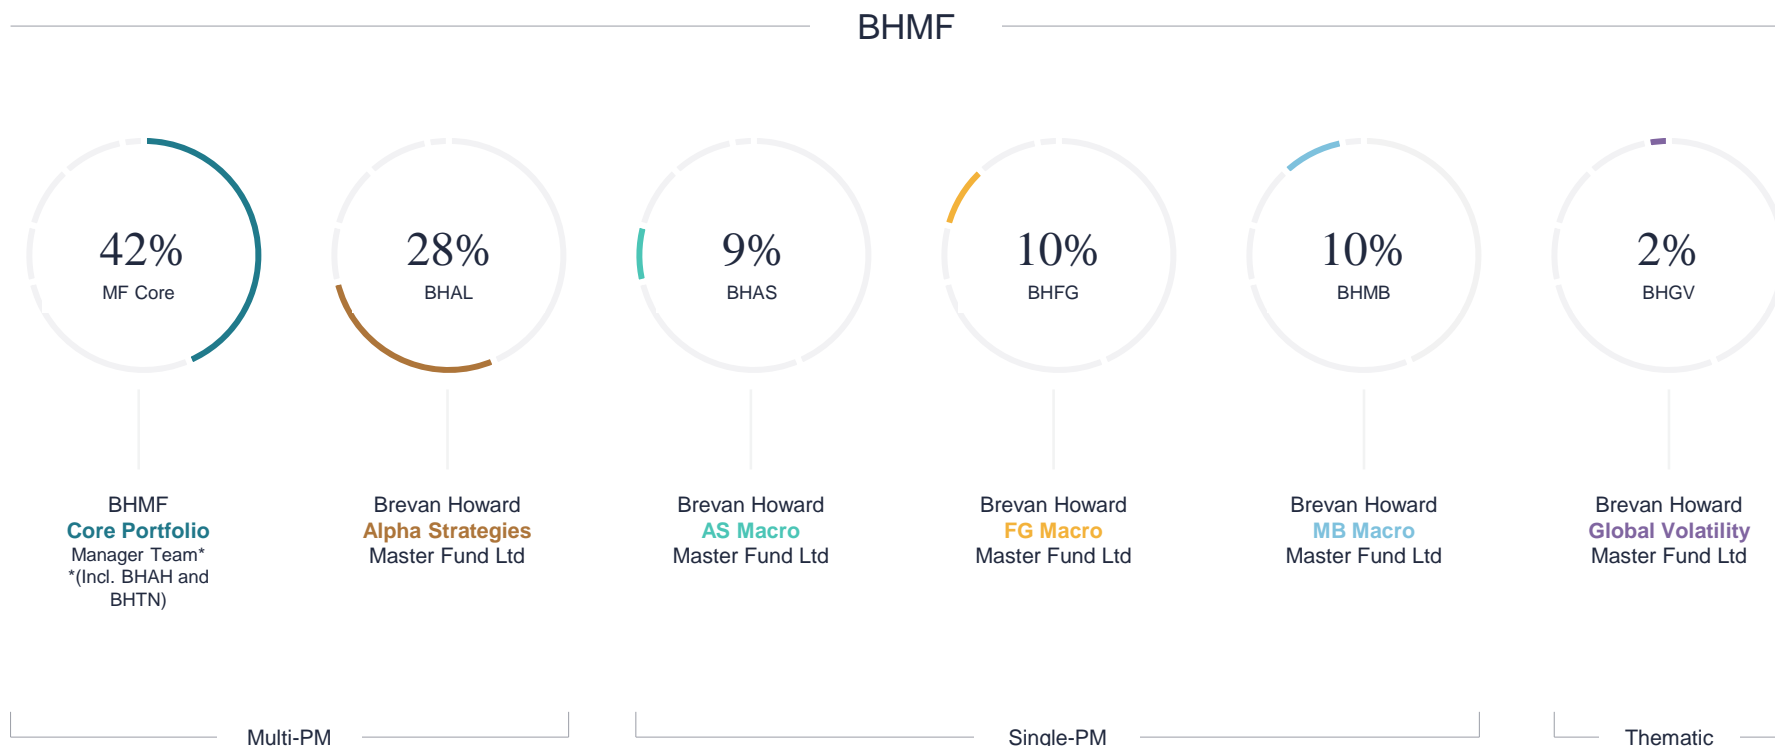 BHMF
42%
MF Core
28%
BHAL
9%
BHAS
10%
BHFG
10%
BHMB
2%
BHGV
BHMF
Core Portfolio
Manager Team*
*(Incl. BHAH and
BHTN)
Brevan Howard
Alpha Strategies
Master Fund Ltd
Brevan Howard
AS Macro
Master Fund Ltd
Brevan Howard
FG Macro
Master Fund Ltd
Brevan Howard
MB Macro
Master Fund Ltd
Brevan Howard
Global Volatility
Master Fund Ltd
Multi-PM
Single-PM
Thematic